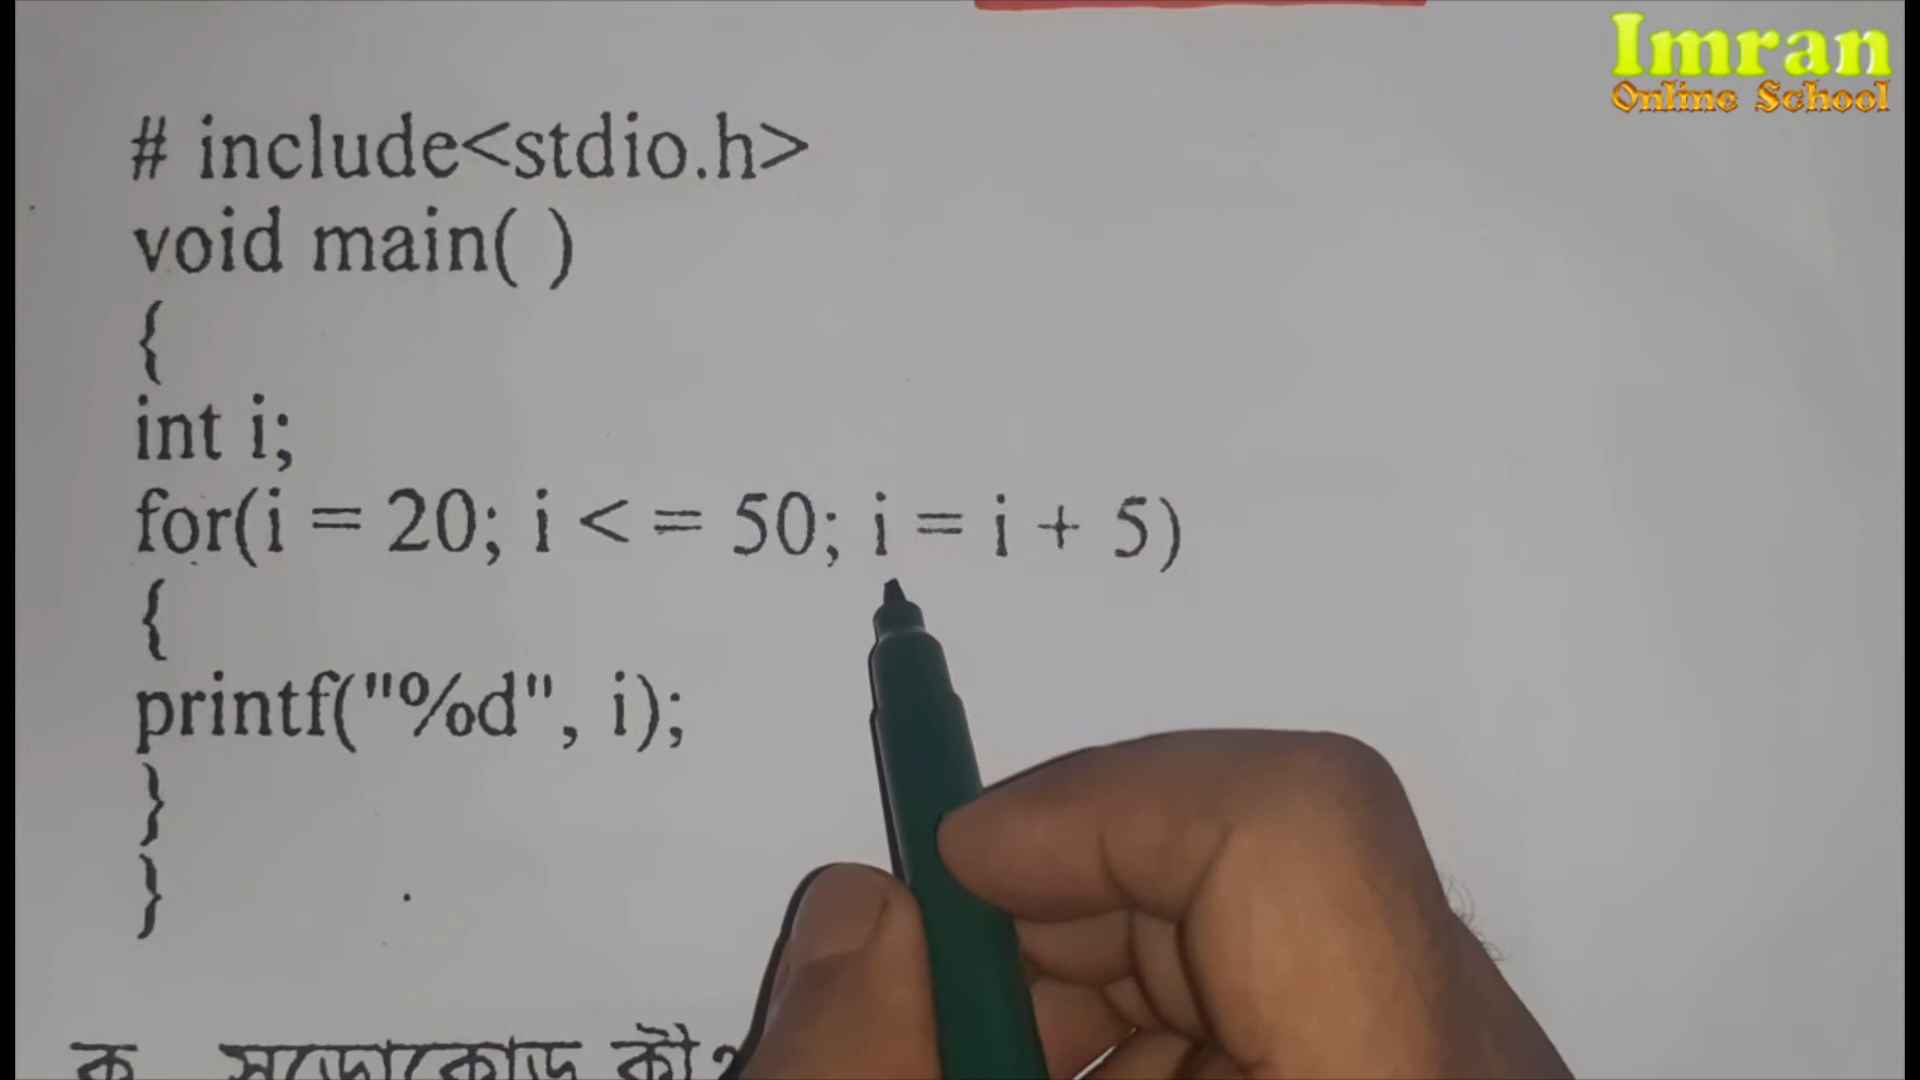 Imran
Online School
# include<stdio.h>
void main( )
{
int i;
for(i = 20; i < = 50; i = i + 5)
{
printf("%d", i);
}
}
ক সুডোকোড কী?